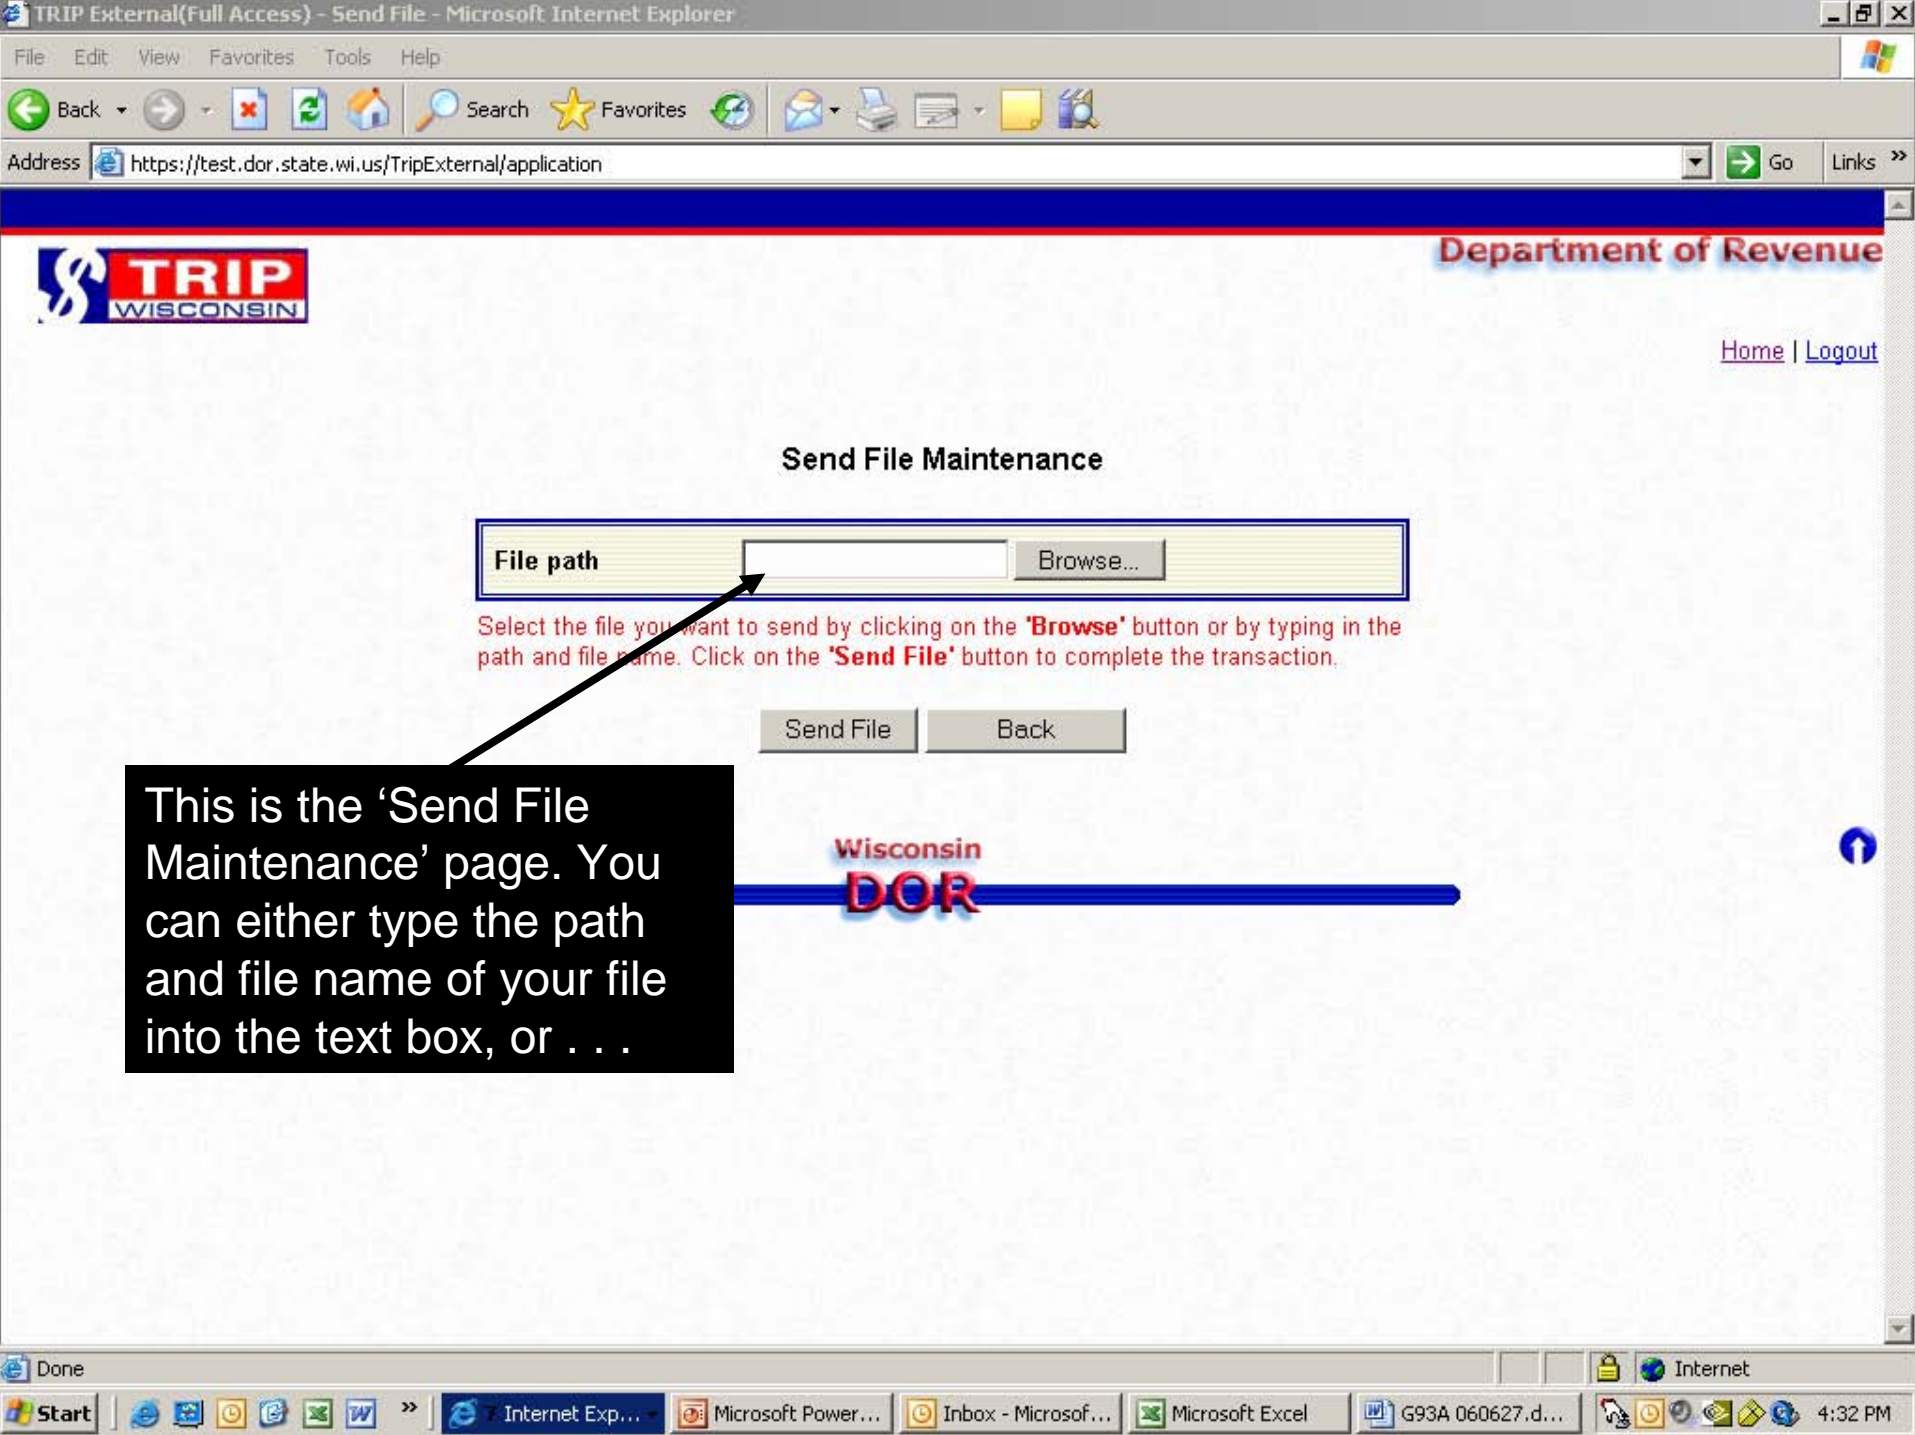 TRIP External(Full Access) - Send File - Microsoft Internet Explorer
File Edit View Favorites Tools Help
Back Search Favorites
Address https://test.dor.state.wi.us/TripExternal/application Go Links »
TRIP
WISCONSIN
Department of Revenue
Home | Logout
Send File Maintenance
File path Browse...
Select the file you want to send by clicking on the 'Browse' button or by typing in the
path and file name. Click on the 'Send File' button to complete the transaction.
Send File Back
This is the ‘Send File
Maintenance’ page. You
can either type the path
and file name of your file
into the text box, or . . .
Wisconsin
DOR
Done Internet
Start » 7 Internet Exp... Microsoft Power... Inbox - Microsof... Microsoft Excel G93A 060627.d... 4:32 PM